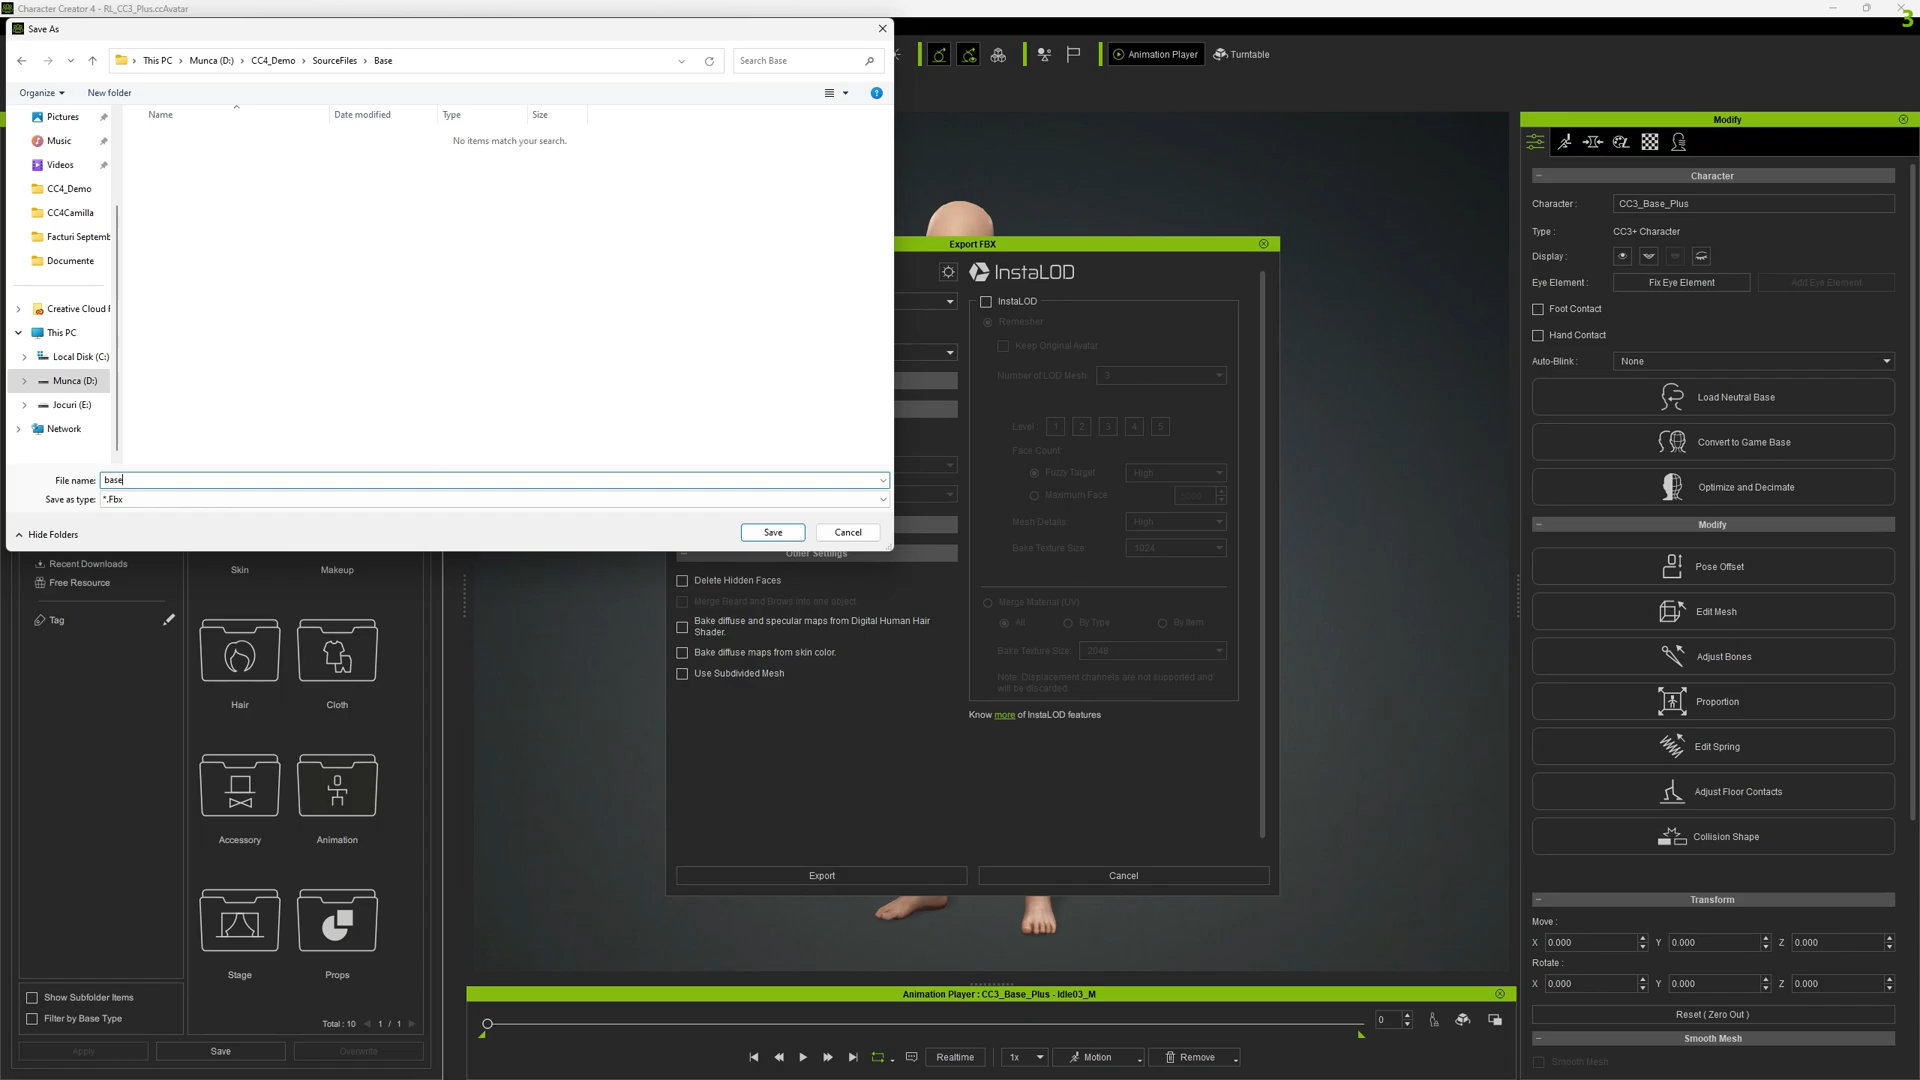 Character Creator 4 - RL_CC3_Plus.ccAvatar
3
Save As
This PC > Munca (D:) > CC4_Demo > SourceFiles > Base
Search Base
Organize
New folder
Name
Date modified
Type
Size
No items match your search.
Pictures
Music
Videos
CC4_Demo
CC4Camilla
Facturi Septemb
Documente
Creative Cloud F
This PC
Local Disk (C:)
Munca (D:)
Jocuri (E:)
Network
File name: base
Save as type: *.Fbx
Hide Folders
Save
Cancel
Animation Player
Turntable
Recent Downloads
Free Resource
Tag
Skin
Makeup
Hair
Cloth
Accessory
Animation
Stage
Props
Show Subfolder Items
Filter by Base Type
Total : 10
1 / 1
Apply
Save
Overwrite
Export FBX
InstaLOD
InstaLOD
Remesher
Keep Original Avatar
Number of LOD Mesh: 3
Level: 1 2 3 4 5
Face Count:
Fuzzy Target High
Maximum Face
Mesh Details: High
Bake Texture Size: 1024
Merge Material (UV)
All By Type By Item
Base Texture Size: 2048
Note: Displacement channels are not supported and
will be discarded
Know more of InstaLOD features
Other Settings
Delete Hidden Faces
Merge Beard and Brows into one object
Bake diffuse and specular maps from Digital Human Hair
Shader.
Bake diffuse maps from skin color.
Use Subdivided Mesh
Export
Cancel
Animation Player : CC3_Base_Plus - Idle03_M
0
Realtime
1x
Motion
Remove
Modify
Character
Character : CC3_Base_Plus
Type : CC3+ Character
Display :
Eye Element : Fix Eye Element Add Eye Element
Foot Contact
Hand Contact
Auto-Blink : None
Load Neutral Base
Convert to Game Base
Optimize and Decimate
Modify
Pose Offset
Edit Mesh
Adjust Bones
Proportion
Edit Spring
Adjust Floor Contacts
Collision Shape
Transform
Move :
X 0.000 Y 0.000 Z 0.000
Rotate :
X 0.000 Y 0.000 Z 0.000
Reset ( Zero Out )
Smooth Mesh
Smooth Mesh